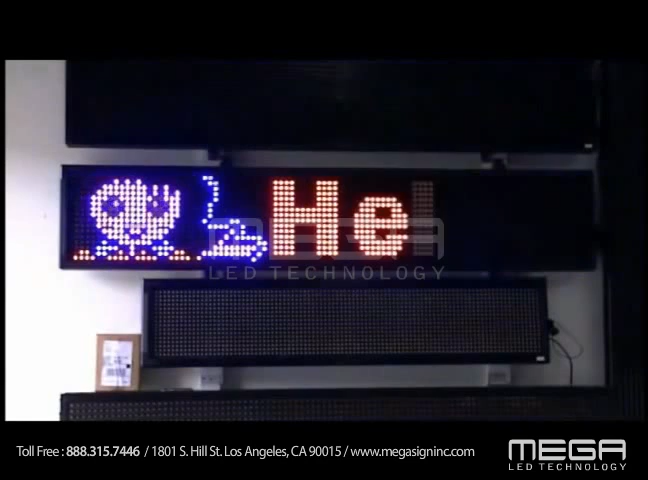 He
MEGA
LED TECHNOLOGY
Toll Free : 888.315.7446 / 1801 S. Hill St. Los Angeles, CA 90015 / www.megasigninc.com
MEGA
LED TECHNOLOGY